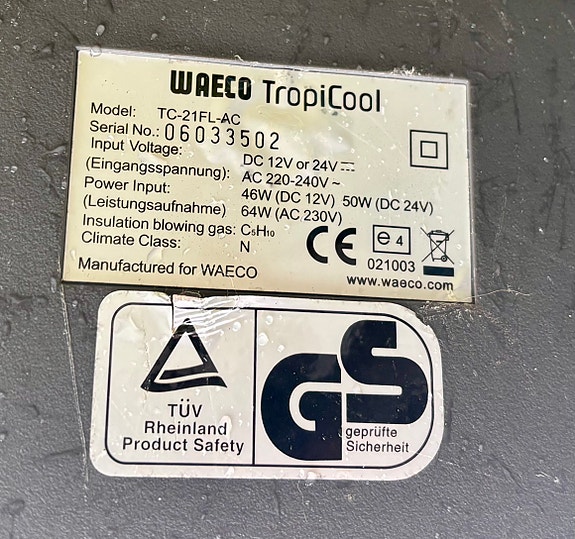 WAECO TropiCool
Model: TC-21FL-AC
Serial No.: 06033502
Input Voltage: DC 12V or 24V ⎓
(Eingangsspannung): AC 220-240V ~
Power Input: 46W (DC 12V) 50W (DC 24V)
(Leistungsaufnahme) 64W (AC 230V)
Insulation blowing gas: C₅H₁₀
Climate Class: N
Manufactured for WAECO
CE
e 4
021003
www.waeco.com
TÜV
Rheinland
Product Safety
GS
geprüfte
Sicherheit